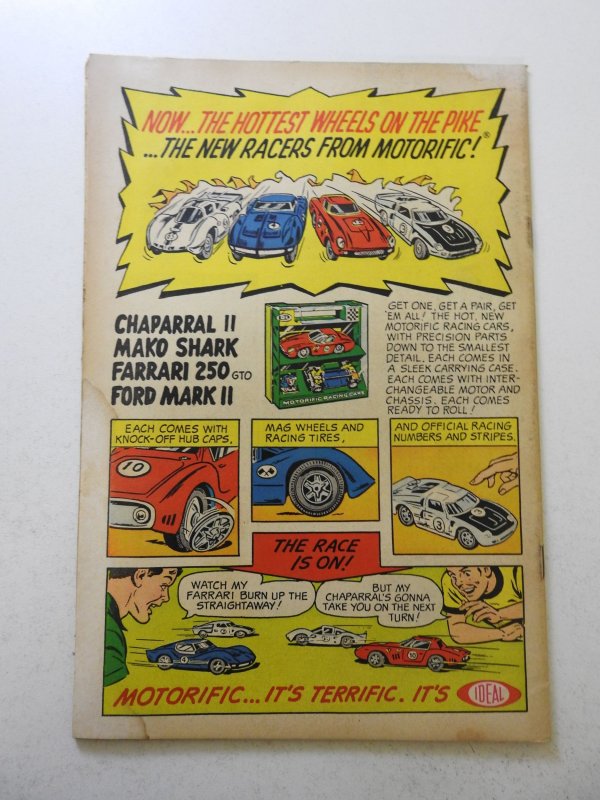 NOW...THE HOTTEST WHEELS ON THE PIKE
...THE NEW RACERS FROM MOTORIFIC!®
CHAPARRAL II
MAKO SHARK
FARRARI 250 GTO
FORD MARK II
MOTORIFIC RACING CARS
GET ONE, GET A PAIR, GET
'EM ALL! THE HOT, NEW
MOTORIFIC RACING CARS,
WITH PRECISION PARTS
DOWN TO THE SMALLEST
DETAIL. EACH COMES IN
A SLEEK CARRYING CASE.
EACH COMES WITH INTER-
CHANGEABLE MOTOR AND
CHASSIS. EACH COMES
READY TO ROLL!
EACH COMES WITH
KNOCK-OFF HUB CAPS,
10
MAG WHEELS AND
RACING TIRES,
AND OFFICIAL RACING
NUMBERS AND STRIPES.
3
THE RACE
IS ON!
WATCH MY
FARRARI BURN UP THE
STRAIGHTAWAY!
BUT MY
CHAPARRAL'S GONNA
TAKE YOU ON THE NEXT
TURN!
4
10
MOTORIFIC... IT'S TERRIFIC. IT'S IDEAL